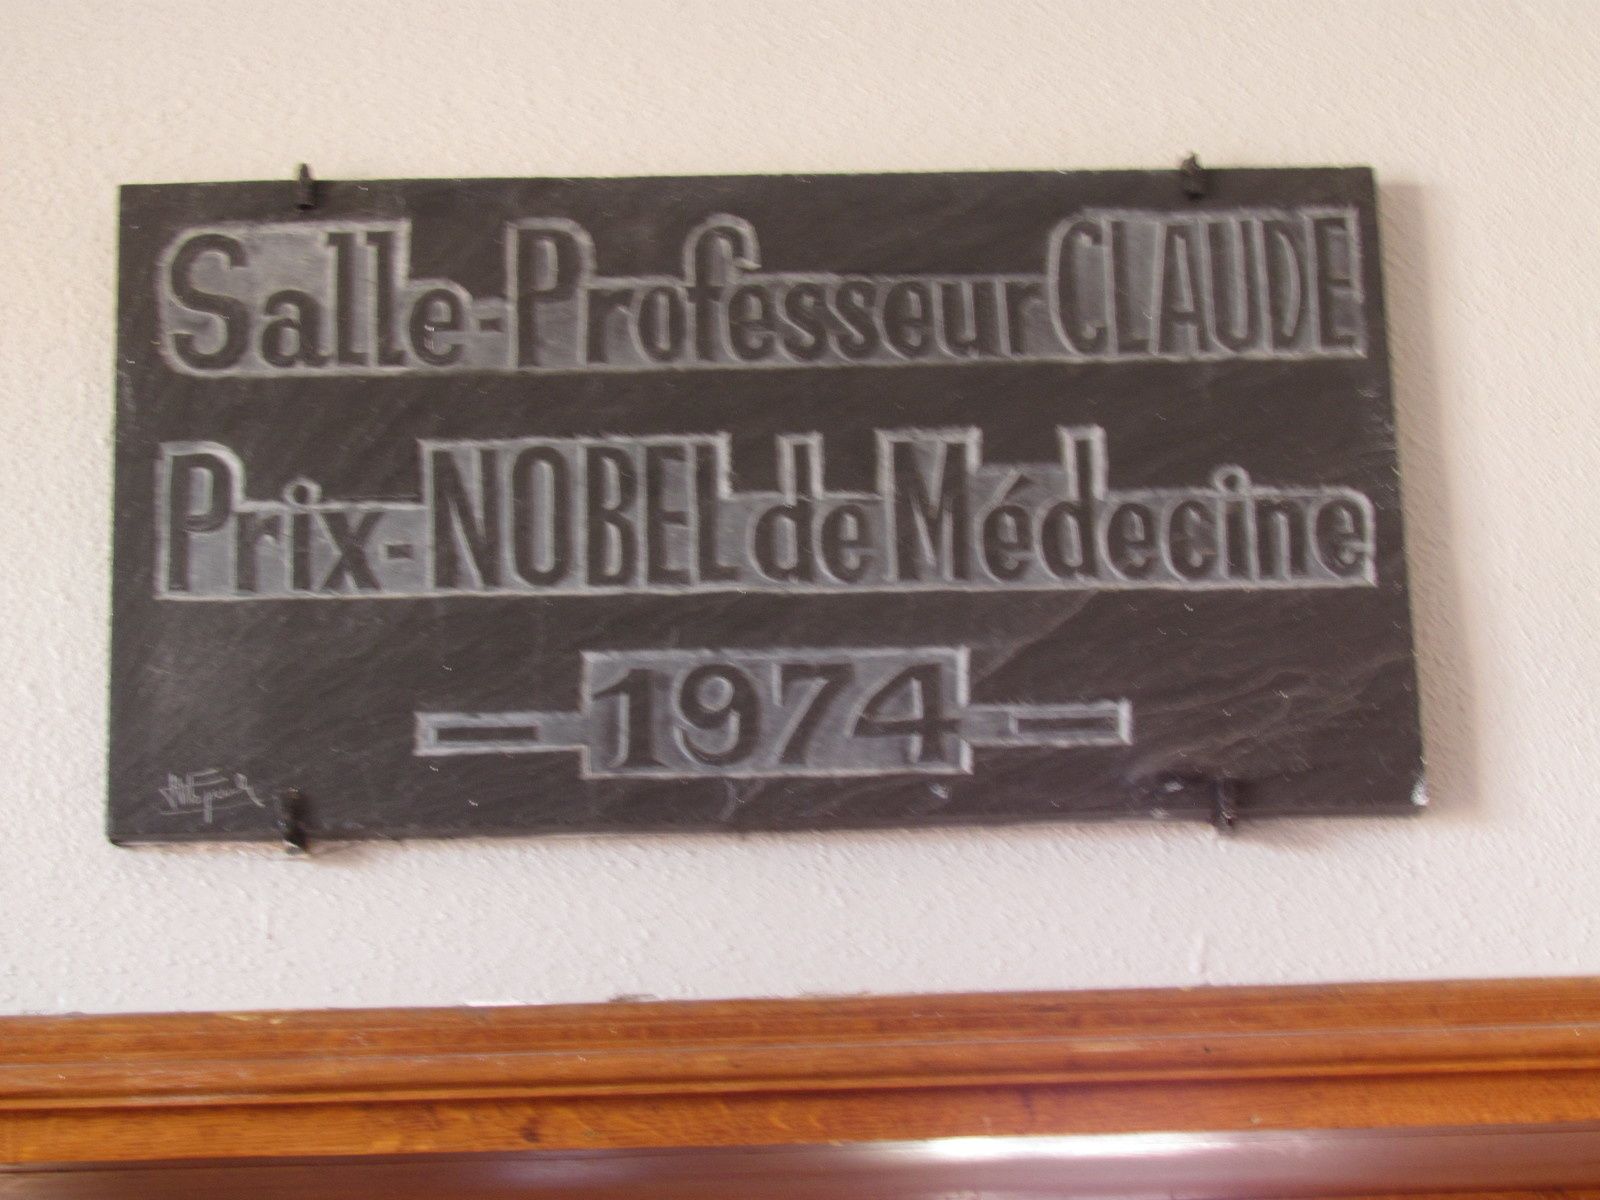 Salle-Professeur CLAUDE
Prix-NOBEL de Médecine
— 1974 —